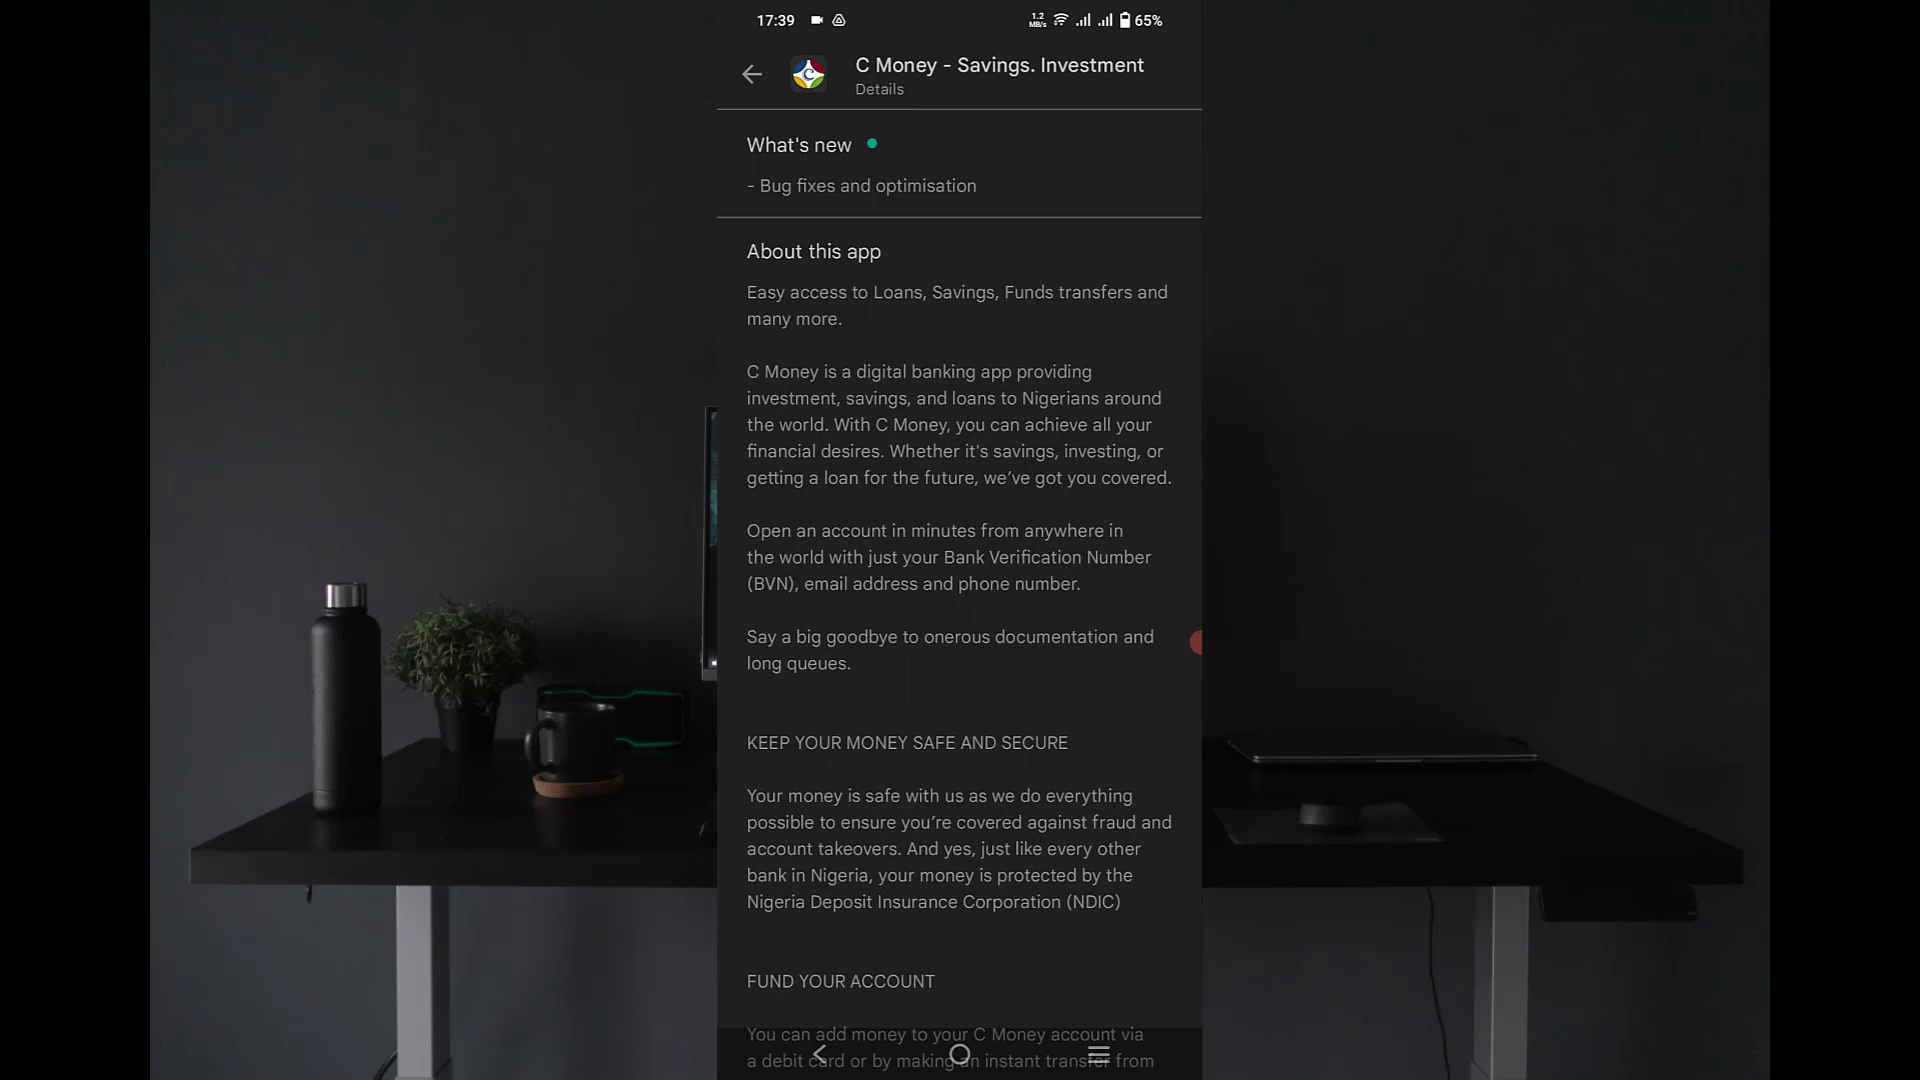 17:39
1.2
MB/s
65%
C Money - Savings. Investment
Details
What's new
- Bug fixes and optimisation
About this app
Easy access to Loans, Savings, Funds transfers and
many more.
C Money is a digital banking app providing
investment, savings, and loans to Nigerians around
the world. With C Money, you can achieve all your
financial desires. Whether it's savings, investing, or
getting a loan for the future, we’ve got you covered.
Open an account in minutes from anywhere in
the world with just your Bank Verification Number
(BVN), email address and phone number.
Say a big goodbye to onerous documentation and
long queues.
KEEP YOUR MONEY SAFE AND SECURE
Your money is safe with us as we do everything
possible to ensure you’re covered against fraud and
account takeovers. And yes, just like every other
bank in Nigeria, your money is protected by the
Nigeria Deposit Insurance Corporation (NDIC)
FUND YOUR ACCOUNT
You can add money to your C Money account via
a debit card or by making an instant transfer from